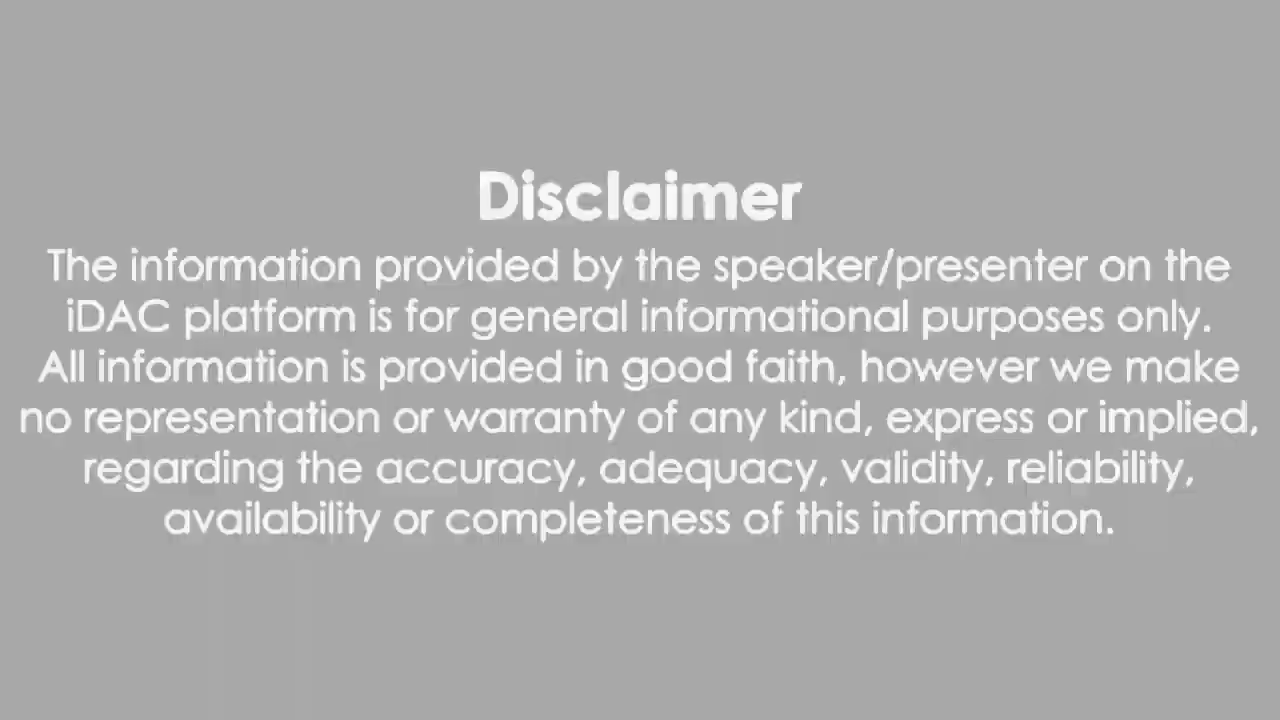 Disclaimer
The information provided by the speaker/presenter on the
iDAC platform is for general informational purposes only.
All information is provided in good faith, however we make
no representation or warranty of any kind, express or implied,
regarding the accuracy, adequacy, validity, reliability,
availability or completeness of this information.